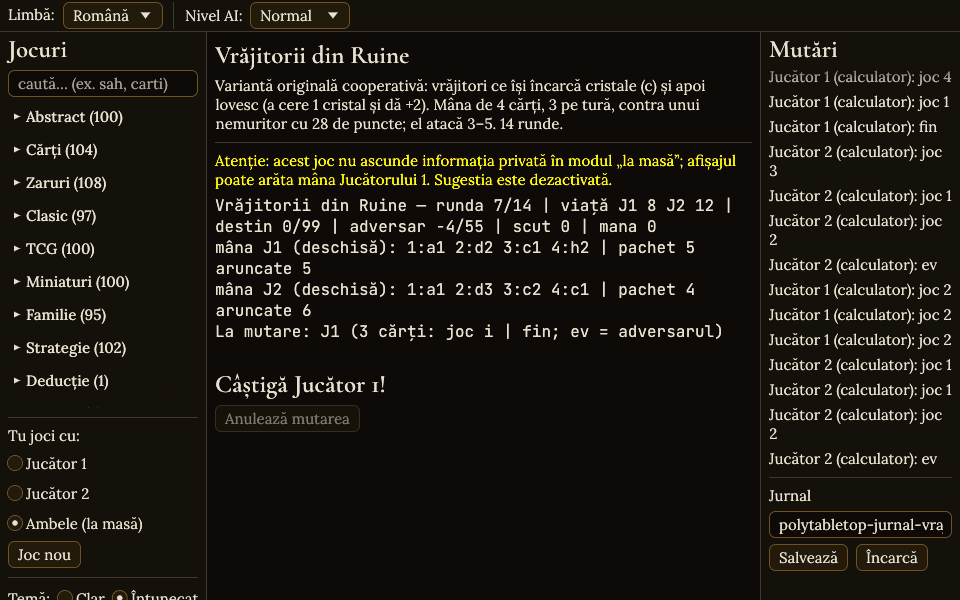 Limbă: Română ▼ Nivel AI: Normal ▼
Jocuri
caută... (ex. sah, carti)
▸ Abstract (100)
▸ Cărți (104)
▸ Zaruri (108)
▸ Clasic (97)
▸ TCG (100)
▸ Miniaturi (100)
▸ Familie (95)
▸ Strategie (102)
▸ Deducție (1)
Tu joci cu:
Jucător 1
Jucător 2
Ambele (la masă)
Joc nou
Temă: Clar Întunecat
Vrăjitorii din Ruine
Variantă originală cooperativă: vrăjitori ce își încarcă cristale (c) și apoi
lovesc (a cere 1 cristal și dă +2). Mâna de 4 cărți, 3 pe tură, contra unui
nemuritor cu 28 de puncte; el atacă 3–5. 14 runde.
Atenție: acest joc nu ascunde informația privată în modul „la masă”; afișajul
poate arăta mâna Jucătorului 1. Sugestia este dezactivată.
Vrăjitorii din Ruine — runda 7/14 | viață J1 8 J2 12 |
destin 0/99 | adversar -4/55 | scut 0 | mana 0
mâna J1 (deschisă): 1:a1 2:d2 3:c1 4:h2 | pachet 5
aruncate 5
mâna J2 (deschisă): 1:a1 2:d3 3:c2 4:c1 | pachet 4
aruncate 6
La mutare: J1 (3 cărți: joc i | fin; ev = adversarul)
Câștigă Jucător 1!
Anulează mutarea
Mutări
Jucător 1 (calculator): joc 4
Jucător 1 (calculator): joc 1
Jucător 1 (calculator): fin
Jucător 2 (calculator): joc
3
Jucător 2 (calculator): joc 1
Jucător 2 (calculator): joc
2
Jucător 2 (calculator): ev
Jucător 1 (calculator): joc 2
Jucător 1 (calculator): joc 2
Jucător 1 (calculator): joc 2
Jucător 2 (calculator): joc 1
Jucător 2 (calculator): joc 1
Jucător 2 (calculator): joc
2
Jucător 2 (calculator): ev
Jurnal
polytabletop-jurnal-vra
Salvează Încarcă